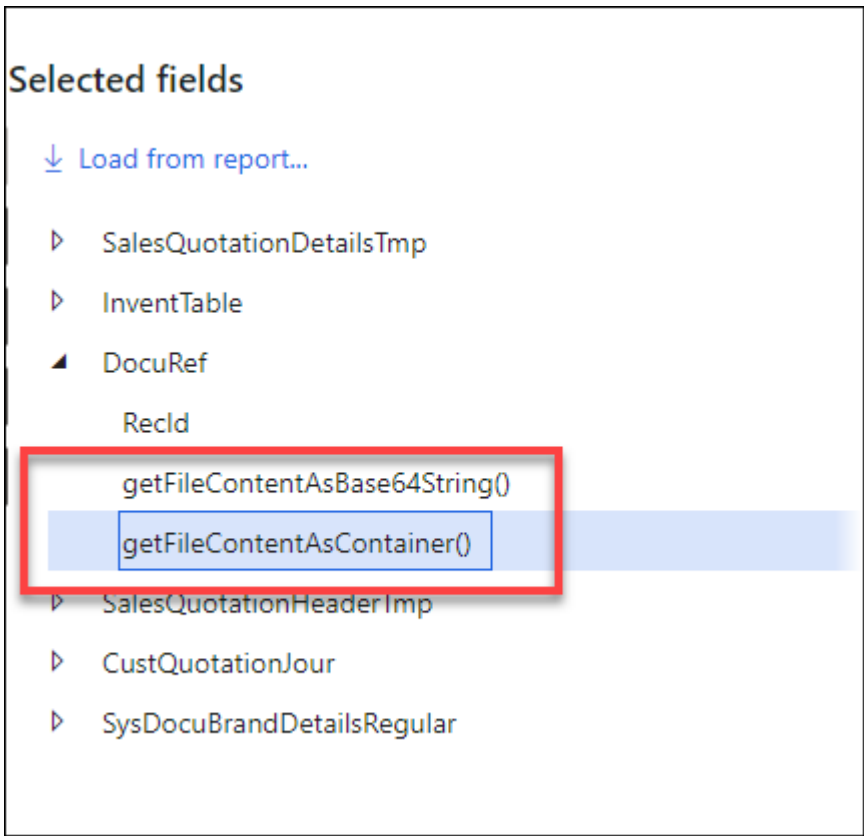 Selected fields
Load from report...
SalesQuotationDetailsTmp
InventTable
DocuRef
RecId
getFileContentAsBase64String()
getFileContentAsContainer()
SalesQuotationHeaderTmp
CustQuotationJour
SysDocuBrandDetailsRegular